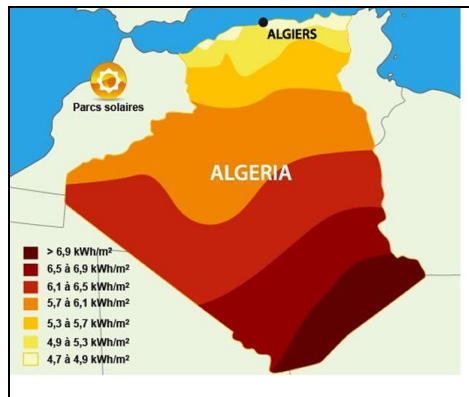 ALGIERS
Parcs solaires
ALGERIA
> 6,9 kWh/m²
6,5 à 6,9 kWh/m²
6,1 à 6,5 kWh/m²
5,7 à 6,1 kWh/m²
5,3 à 5,7 kWh/m²
4,9 à 5,3 kWh/m²
4,7 à 4,9 kWh/m²